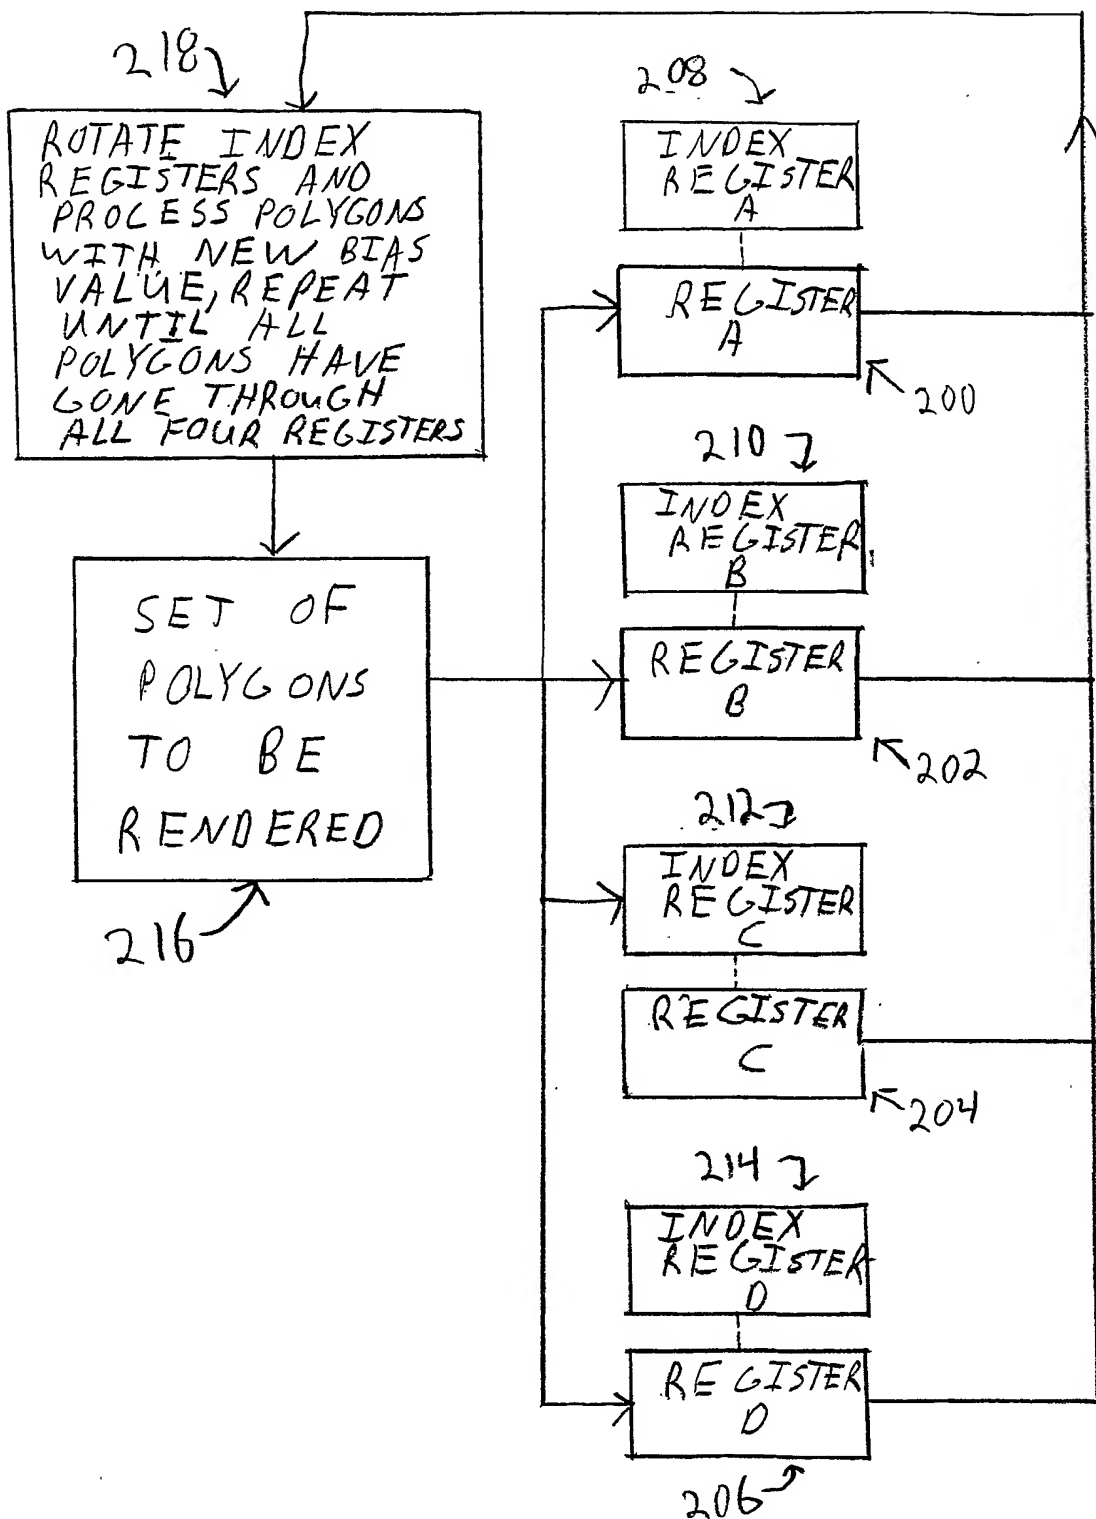 218
ROTATE INDEX
REGISTERS AND
PROCESS POLYGONS
WITH NEW BIAS
VALUE, REPEAT
UNTIL ALL
POLYGONS HAVE
GONE THROUGH
ALL FOUR REGISTERS
SET OF
POLYGONS
TO BE
RENDERED
216
208
INDEX
REGISTER
A
REGISTER
A
200
210
INDEX
REGISTER
B
REGISTER
B
202
212
INDEX
REGISTER
C
REGISTER
C
204
214
INDEX
REGISTER
D
REGISTER
D
206